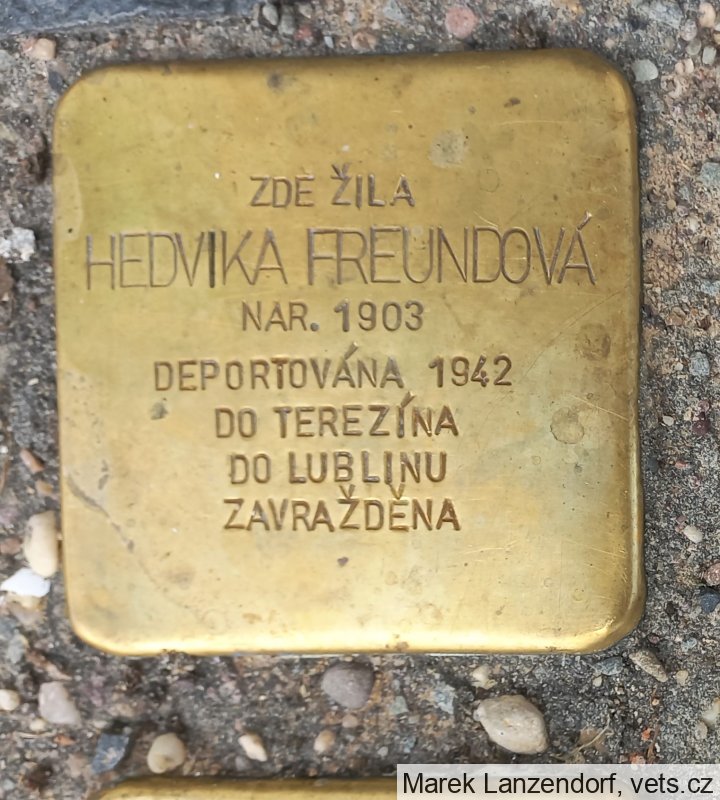 ZDE ŽILA
HEDVIKA FREUNDOVÁ
NAR. 1903
DEPORTOVÁNA 1942
DO TEREZÍNA
DO LUBLINU
ZAVRAŽDĚNA
Marek Lanzendorf, vets.cz